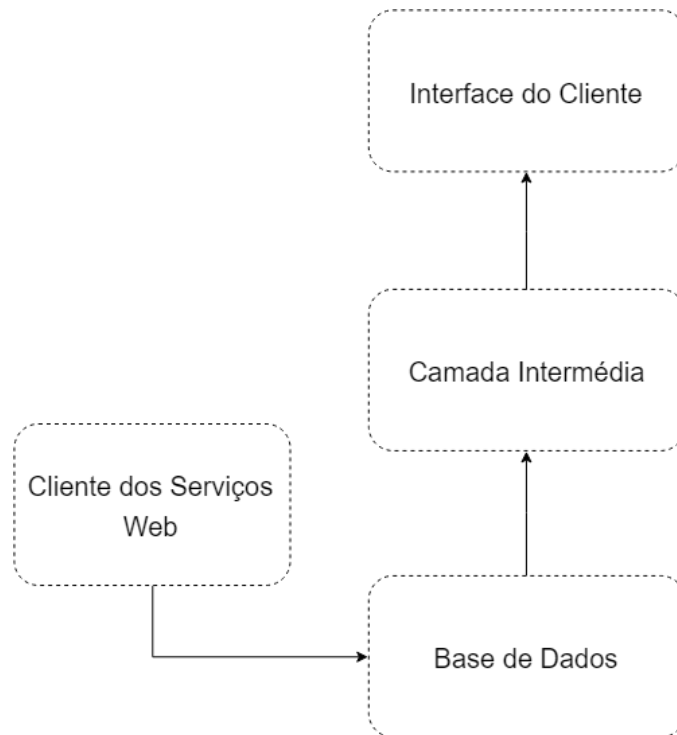 Interface do Cliente
Camada Intermédia
Cliente dos Serviços
Web
Base de Dados